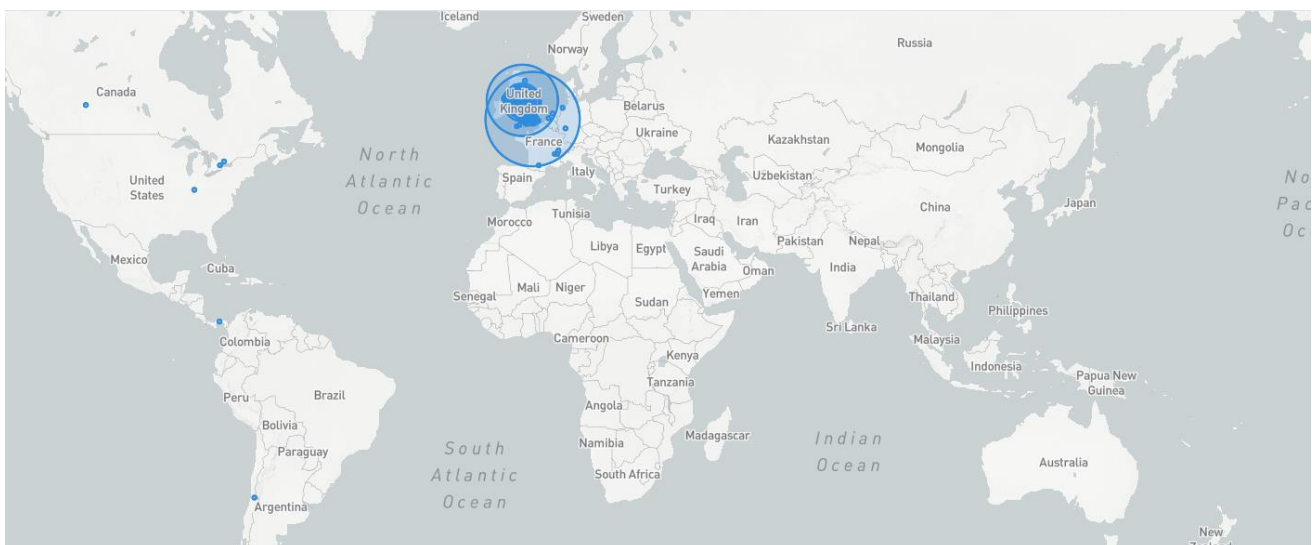 Iceland
Sweden
Norway
Russia
Canada
United
Kingdom
Belarus
Ukraine
Kazakhstan
Mongolia
France
North
Atlantic
Ocean
United
States
Spain
Italy
Turkey
Uzbekistan
China
Japan
No
Pac
Oc
Morocco
Tunisia
Iraq
Iran
Libya
Egypt
Saudi
Arabia
Pakistan
Nepal
Mexico
Cuba
Oman
India
Senegal
Mali
Niger
Sudan
Yemen
Thailand
Philippines
Sri Lanka
Colombia
Cameroon
Kenya
Malaysia
Indonesia
Papua New
Guinea
Peru
Brazil
Tanzania
Angola
Bolivia
Paraguay
Namibia
Madagascar
Indian
Ocean
South
Atlantic
Ocean
South Africa
Australia
Argentina
New